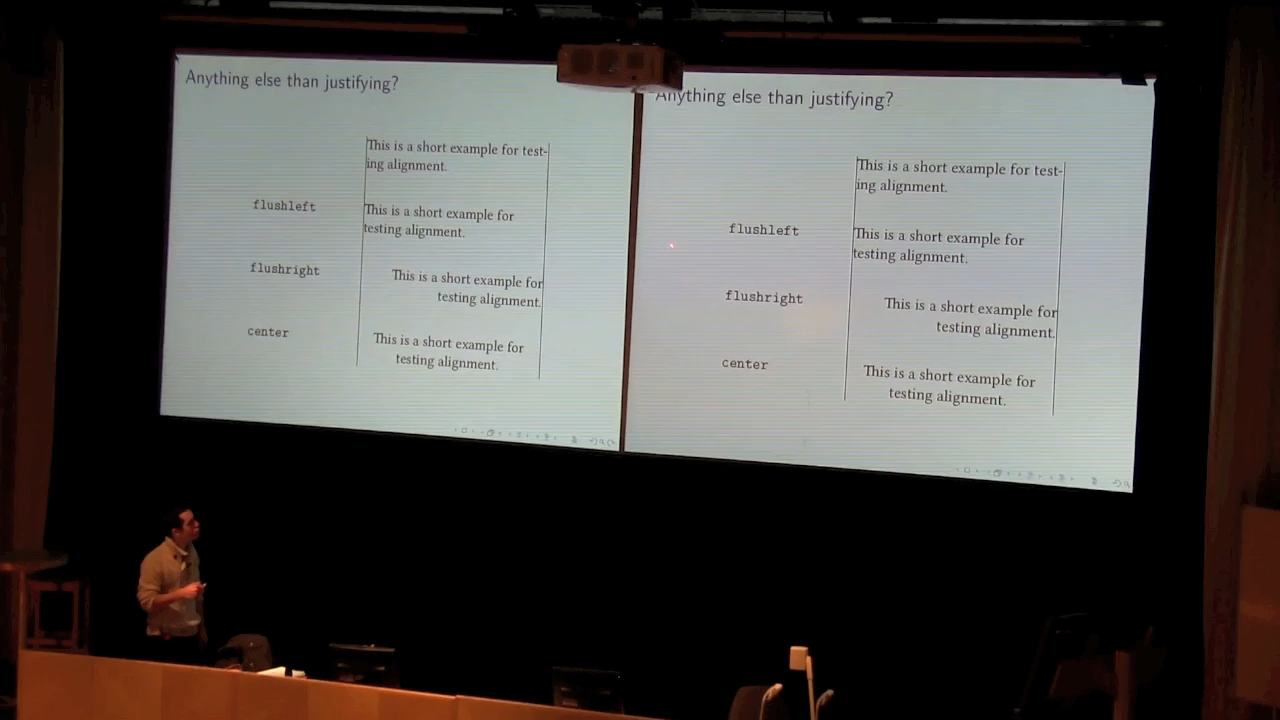 Anything else than justifying?
This is a short example for test-
ing alignment.
flushleft
This is a short example for
testing alignment.
flushright
This is a short example for
testing alignment.
center
This is a short example for
testing alignment.
Anything else than justifying?
This is a short example for test-
ing alignment.
flushleft
This is a short example for
testing alignment.
flushright
This is a short example for
testing alignment.
center
This is a short example for
testing alignment.